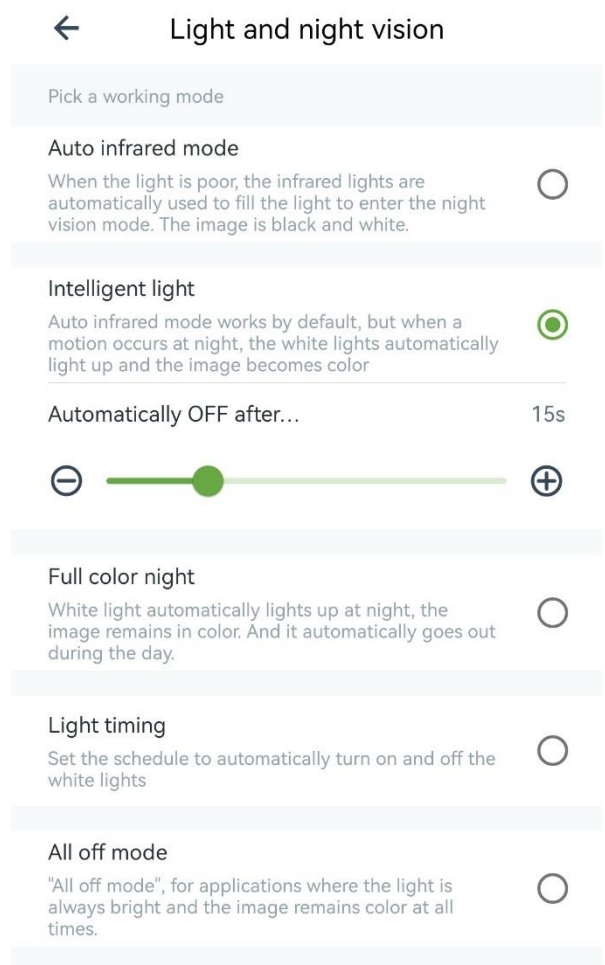 Light and night vision
Pick a working mode
Auto infrared mode
When the light is poor, the infrared lights are
automatically used to fill the light to enter the night
vision mode. The image is black and white.
Intelligent light
Auto infrared mode works by default, but when a
motion occurs at night, the white lights automatically
light up and the image becomes color
Automatically OFF after... 15s
Full color night
White light automatically lights up at night, the
image remains in color. And it automatically goes out
during the day.
Light timing
Set the schedule to automatically turn on and off the
white lights
All off mode
"All off mode", for applications where the light is
always bright and the image remains color at all
times.